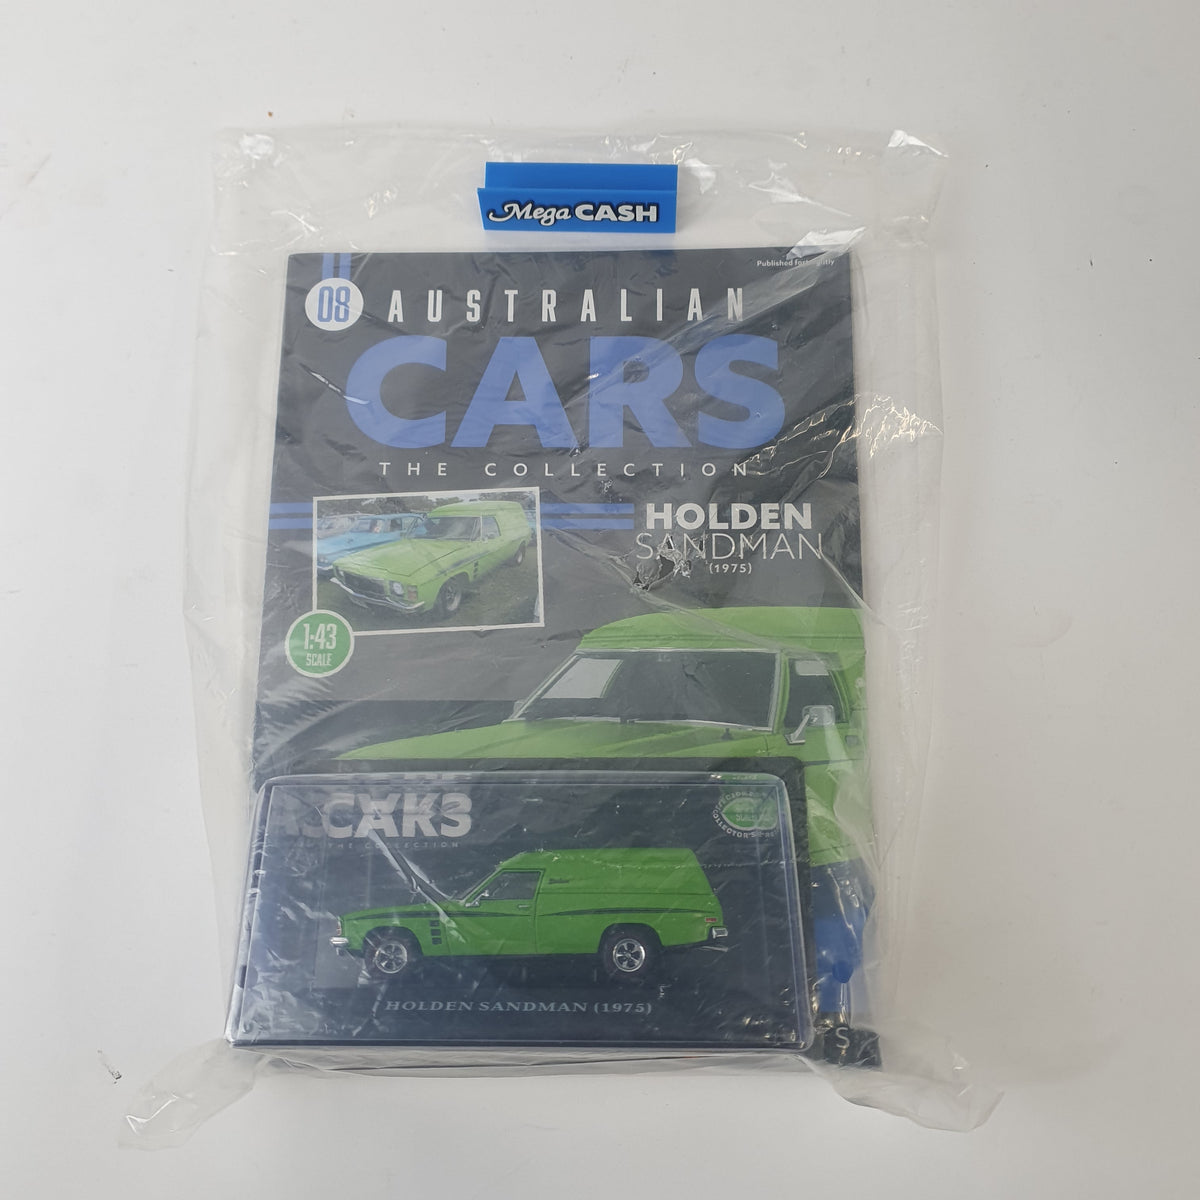 Mega CASH
Published fortnightly
08
AUSTRALIAN
CARS
THE COLLECTION
HOLDEN
SANDMAN
(1975)
1:43
SCALE
CARS
THE COLLECTION
HOLDEN SANDMAN (1975)
S